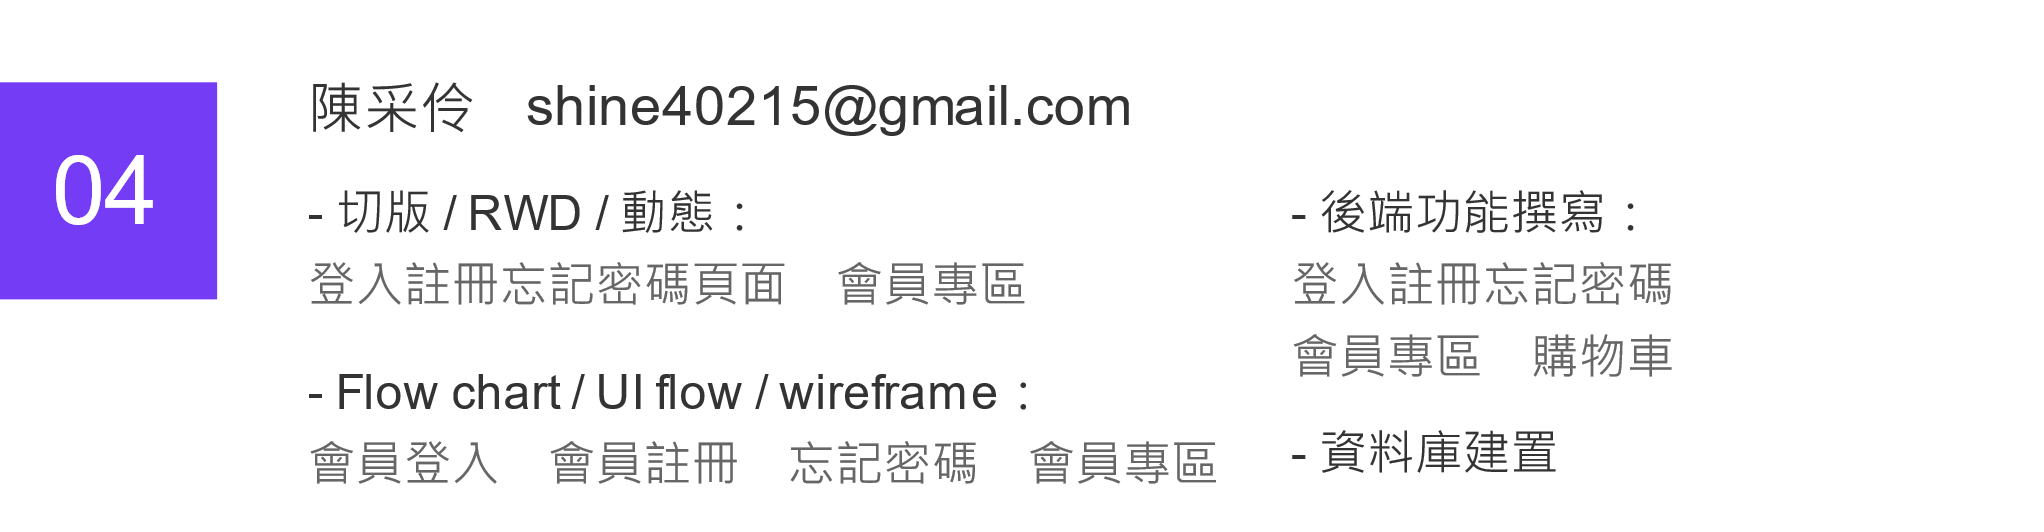 04
陳采伶　shine40215@gmail.com
- 切版 / RWD / 動態：
登入註冊忘記密碼頁面　會員專區
- Flow chart / UI flow / wireframe：
會員登入　會員註冊　忘記密碼　會員專區
- 後端功能撰寫：
登入註冊忘記密碼
會員專區　購物車
- 資料庫建置